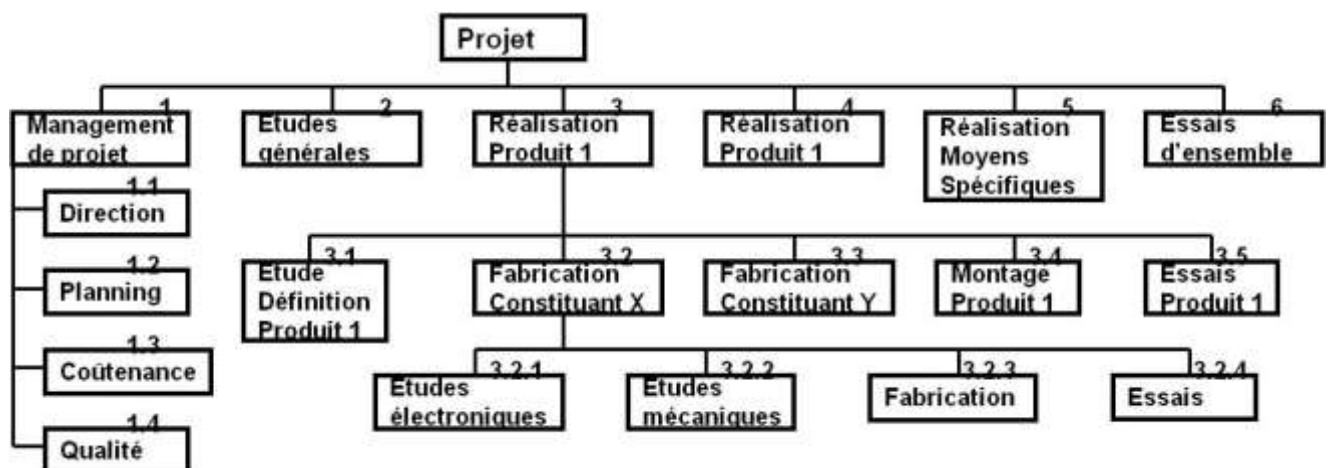 Projet
1
Management
de projet
2
Etudes
générales
3
Réalisation
Produit 1
4
Réalisation
Produit 1
5
Réalisation
Moyens
Spécifiques
6
Essais
d'ensemble
1.1
Direction
1.2
Planning
1.3
Coûtenance
1.4
Qualité
3.1
Etude
Définition
Produit 1
3.2
Fabrication
Constituant X
3.3
Fabrication
Constituant Y
3.4
Montage
Produit 1
3.5
Essais
Produit 1
3.2.1
Etudes
électroniques
3.2.2
Etudes
mécaniques
3.2.3
Fabrication
3.2.4
Essais